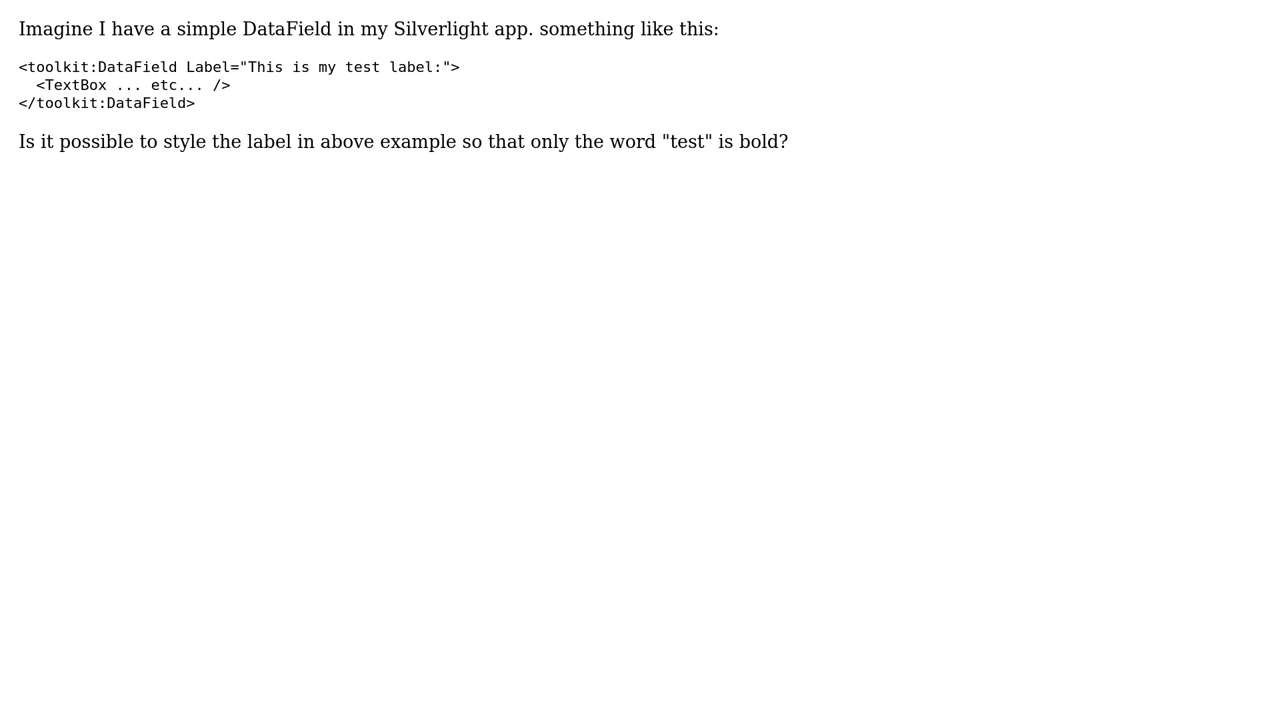 Imagine I have a simple DataField in my Silverlight app. something like this:
<toolkit:DataField Label="This is my test label:">
  <TextBox ... etc... />
</toolkit:DataField>
Is it possible to style the label in above example so that only the word "test" is bold?